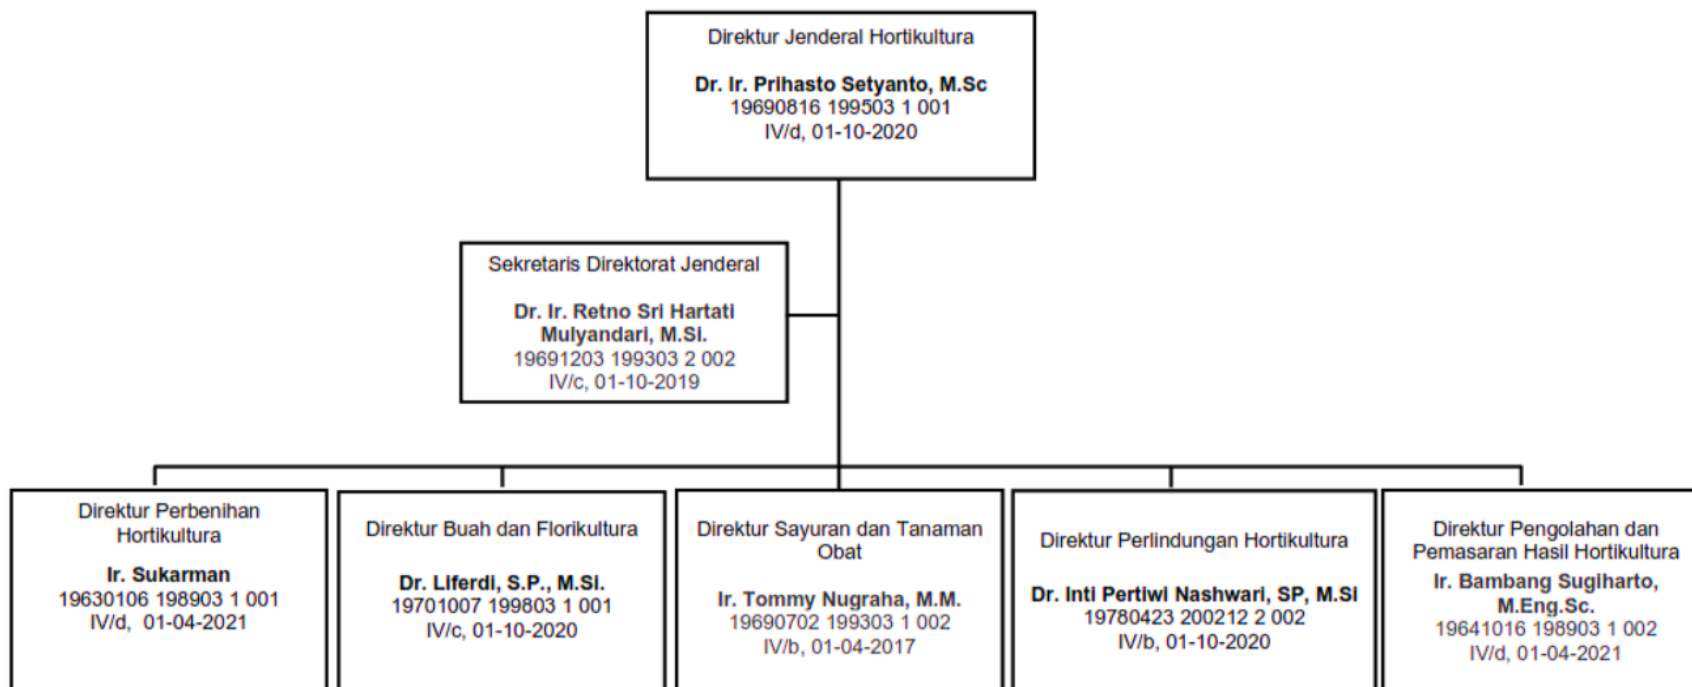 Direktur Jenderal Hortikultura
Dr. Ir. Prihasto Setyanto, M.Sc
19690816 199503 1 001
IV/d, 01-10-2020
Sekretaris Direktorat Jenderal
Dr. Ir. Retno Sri Hartati
Mulyandari, M.Si.
19691203 199303 2 002
IV/c, 01-10-2019
Direktur Perbenihan
Hortikultura
Ir. Sukarman
19630106 198903 1 001
IV/d, 01-04-2021
Direktur Buah dan Florikultura
Dr. Liferdi, S.P., M.Si.
19701007 199803 1 001
IV/c, 01-10-2020
Direktur Sayuran dan Tanaman
Obat
Ir. Tommy Nugraha, M.M.
19690702 199303 1 002
IV/b, 01-04-2017
Direktur Perlindungan Hortikultura
Dr. Inti Pertiwi Nashwari, SP, M.Si
19780423 200212 2 002
IV/b, 01-10-2020
Direktur Pengolahan dan
Pemasaran Hasil Hortikultura
Ir. Bambang Sugiharto,
M.Eng.Sc.
19641016 198903 1 002
IV/d, 01-04-2021